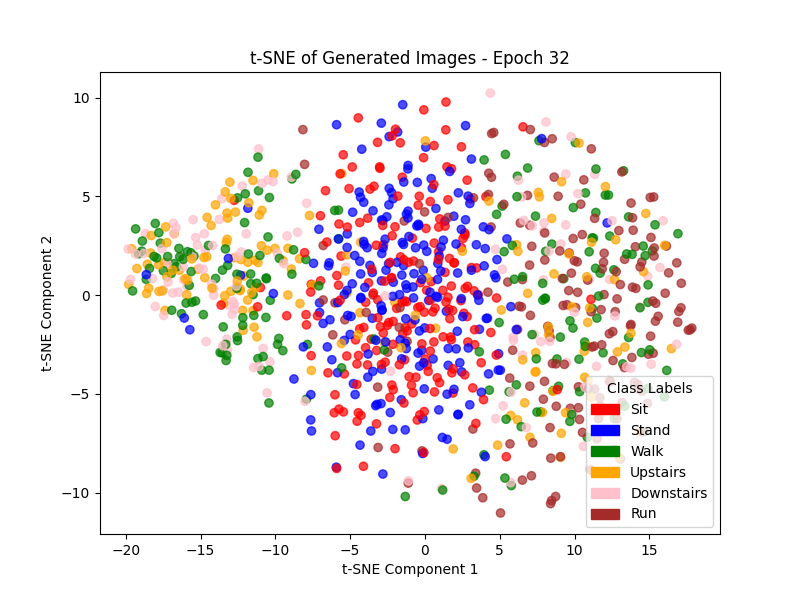 t-SNE of Generated Images - Epoch 32
t-SNE Component 2
10
5
0
−5
−10
−20
−15
−10
−5
0
5
10
15
t-SNE Component 1
Class Labels
Sit
Stand
Walk
Upstairs
Downstairs
Run